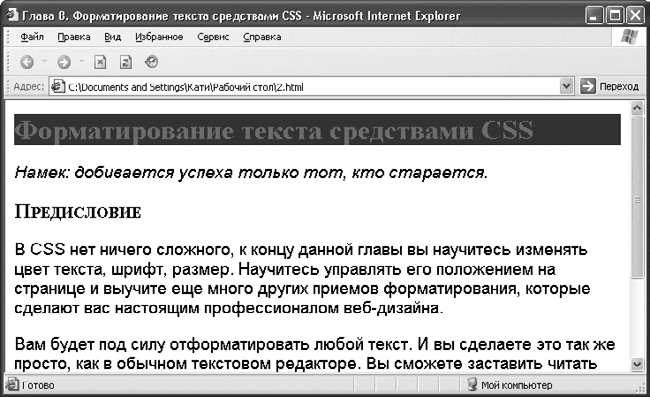 Глава 8. Форматирование текста средствами CSS - Microsoft Internet Explorer
Файл Правка Вид Избранное Сервис Справка
Адрес: C:\Documents and Settings\Кати\Рабочий стол\2.html Переход
Форматирование текста средствами CSS
Намек: добивается успеха только тот, кто старается.
Предисловие
В CSS нет ничего сложного, к концу данной главы вы научитесь изменять
цвет текста, шрифт, размер. Научитесь управлять его положением на
странице и выучите еще много других приемов форматирования, которые
сделают вас настоящим профессионалом веб-дизайна.
Вам будет под силу отформатировать любой текст. И вы сделаете это так же
просто, как в обычном текстовом редакторе. Вы сможете заставить читать
Готово Мой компьютер